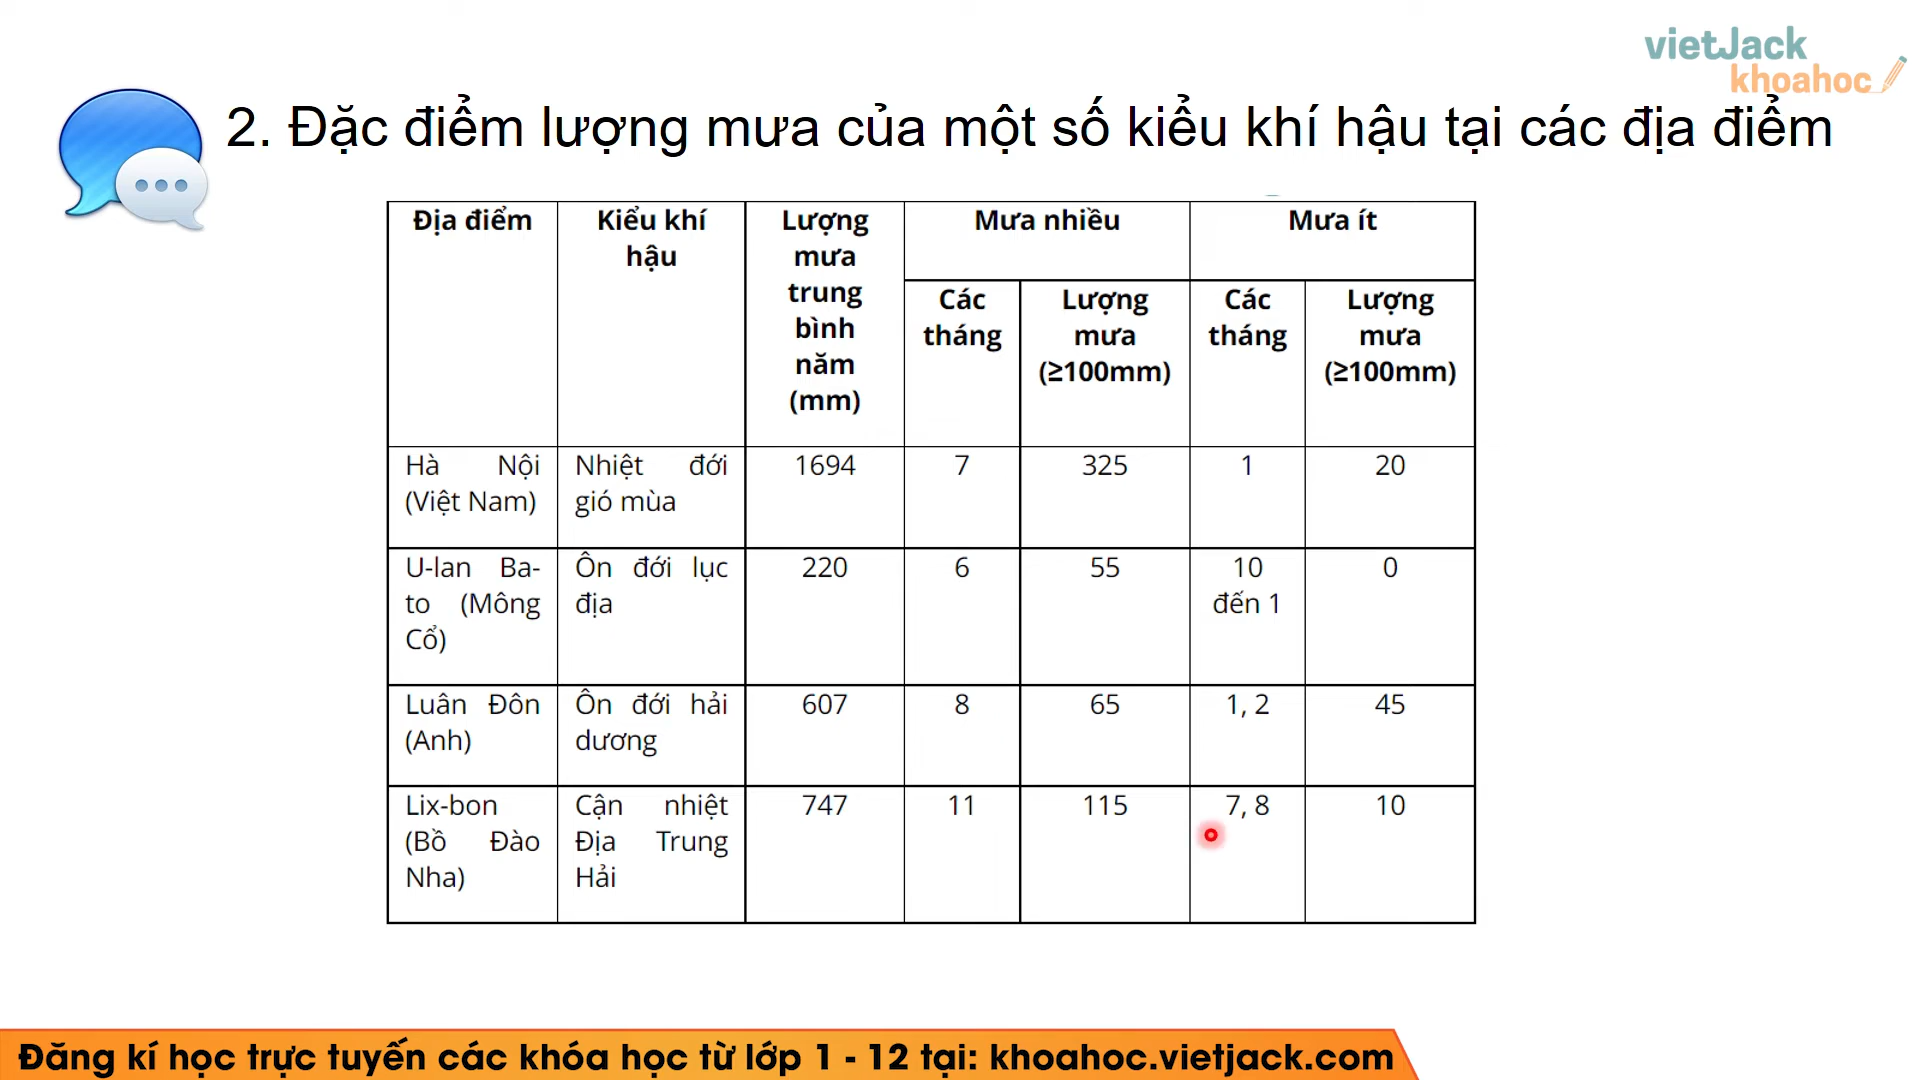 vietJack
khoahoc
2. Đặc điểm lượng mưa của một số kiểu khí hậu tại các địa điểm
Địa điểm
Kiểu khí
hậu
Lượng
mưa
trung
bình
năm
(mm)
Mưa nhiều
Mưa ít
Các
tháng
Lượng
mưa
(≥100mm)
Các
tháng
Lượng
mưa
(≥100mm)
Hà Nội
(Việt Nam)
Nhiệt đới
gió mùa
1694
7
325
1
20
U-lan Ba-
to (Mông
Cổ)
Ôn đới lục
địa
220
6
55
10
đến 1
0
Luân Đôn
(Anh)
Ôn đới hải
dương
607
8
65
1, 2
45
Lix-bon
(Bồ Đào
Nha)
Cận nhiệt
Địa Trung
Hải
747
11
115
7, 8
10
Đăng kí học trực tuyến các khóa học từ lớp 1 - 12 tại: khoahoc.vietjack.com